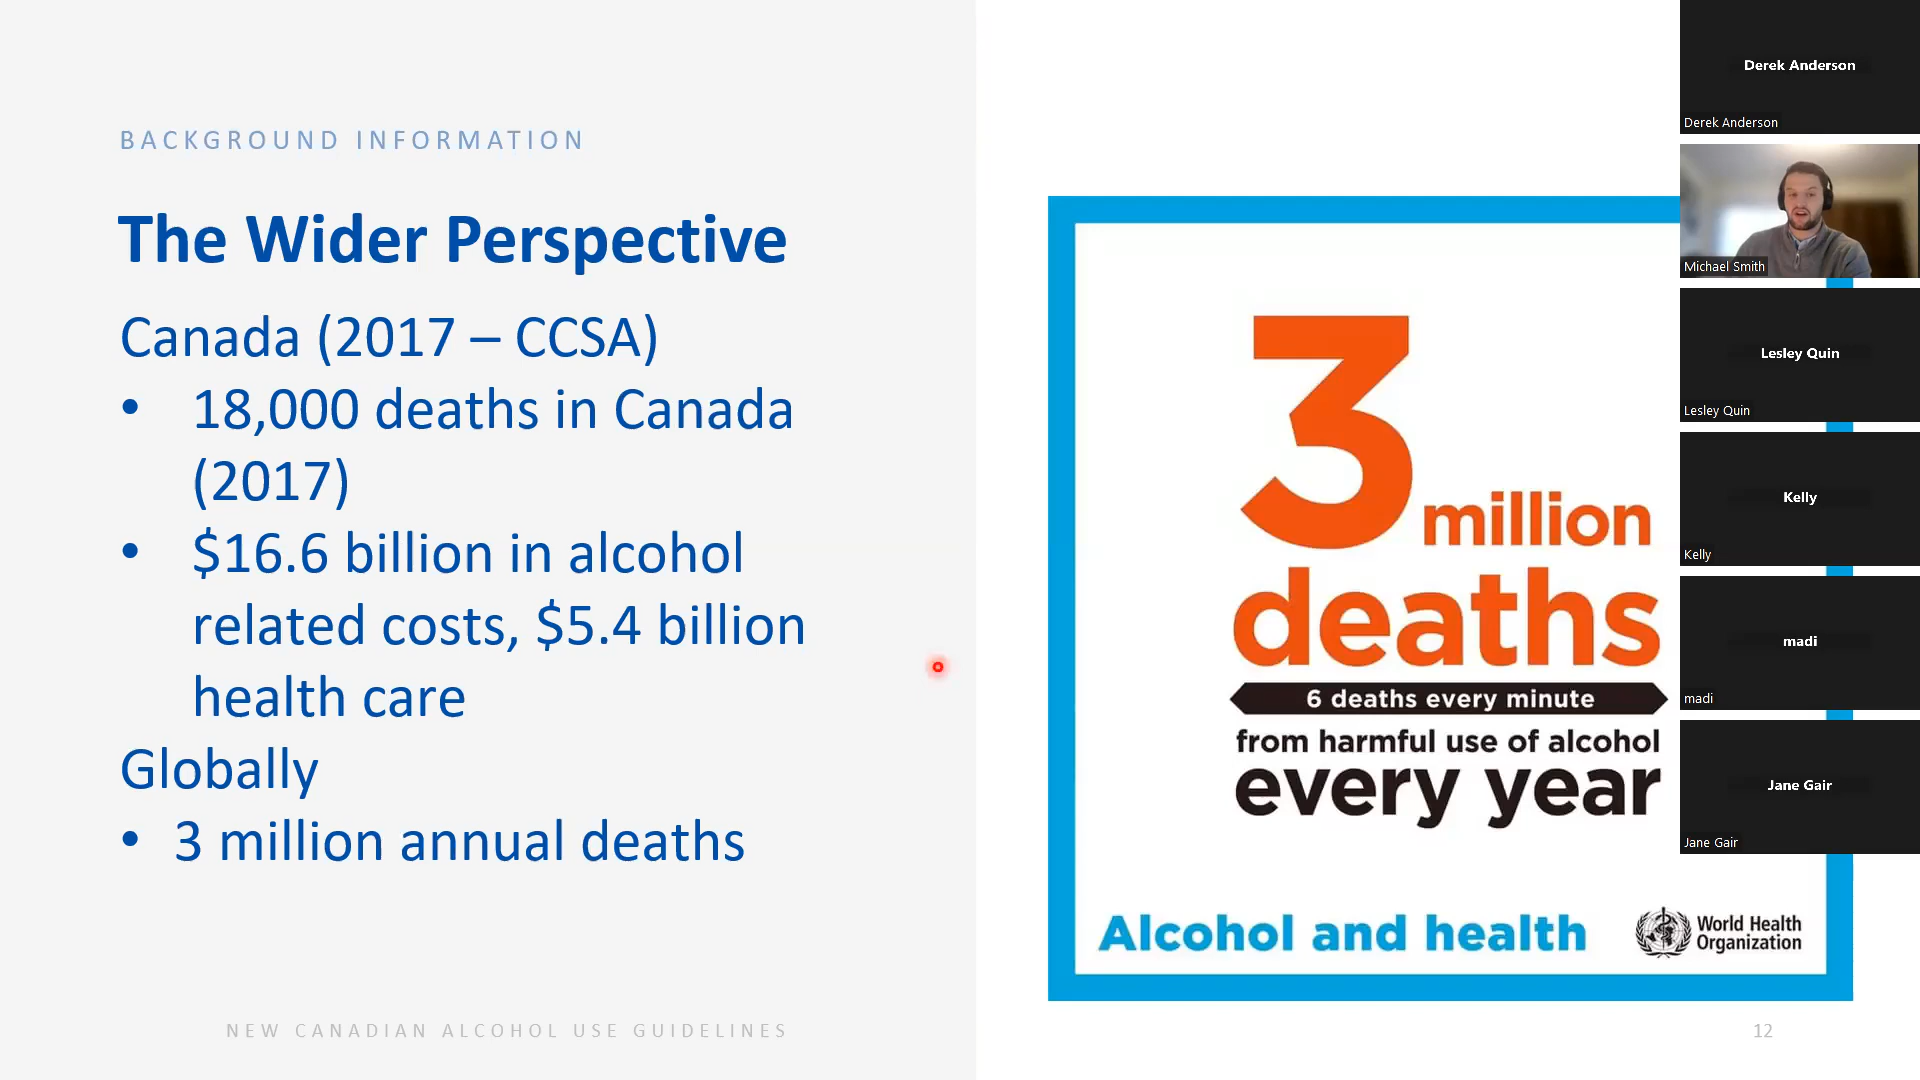 BACKGROUND INFORMATION
The Wider Perspective
Canada (2017 – CCSA)
• 18,000 deaths in Canada
(2017)
• $16.6 billion in alcohol
related costs, $5.4 billion
health care
Globally
• 3 million annual deaths
NEW CANADIAN ALCOHOL USE GUIDELINES
3 million
deaths
6 deaths every minute
from harmful use of alcohol
every year
Alcohol and health
World Health
Organization
12
Derek Anderson
Derek Anderson
Michael Smith
Lesley Quin
Lesley Quin
Kelly
Kelly
madi
madi
Jane Gair
Jane Gair